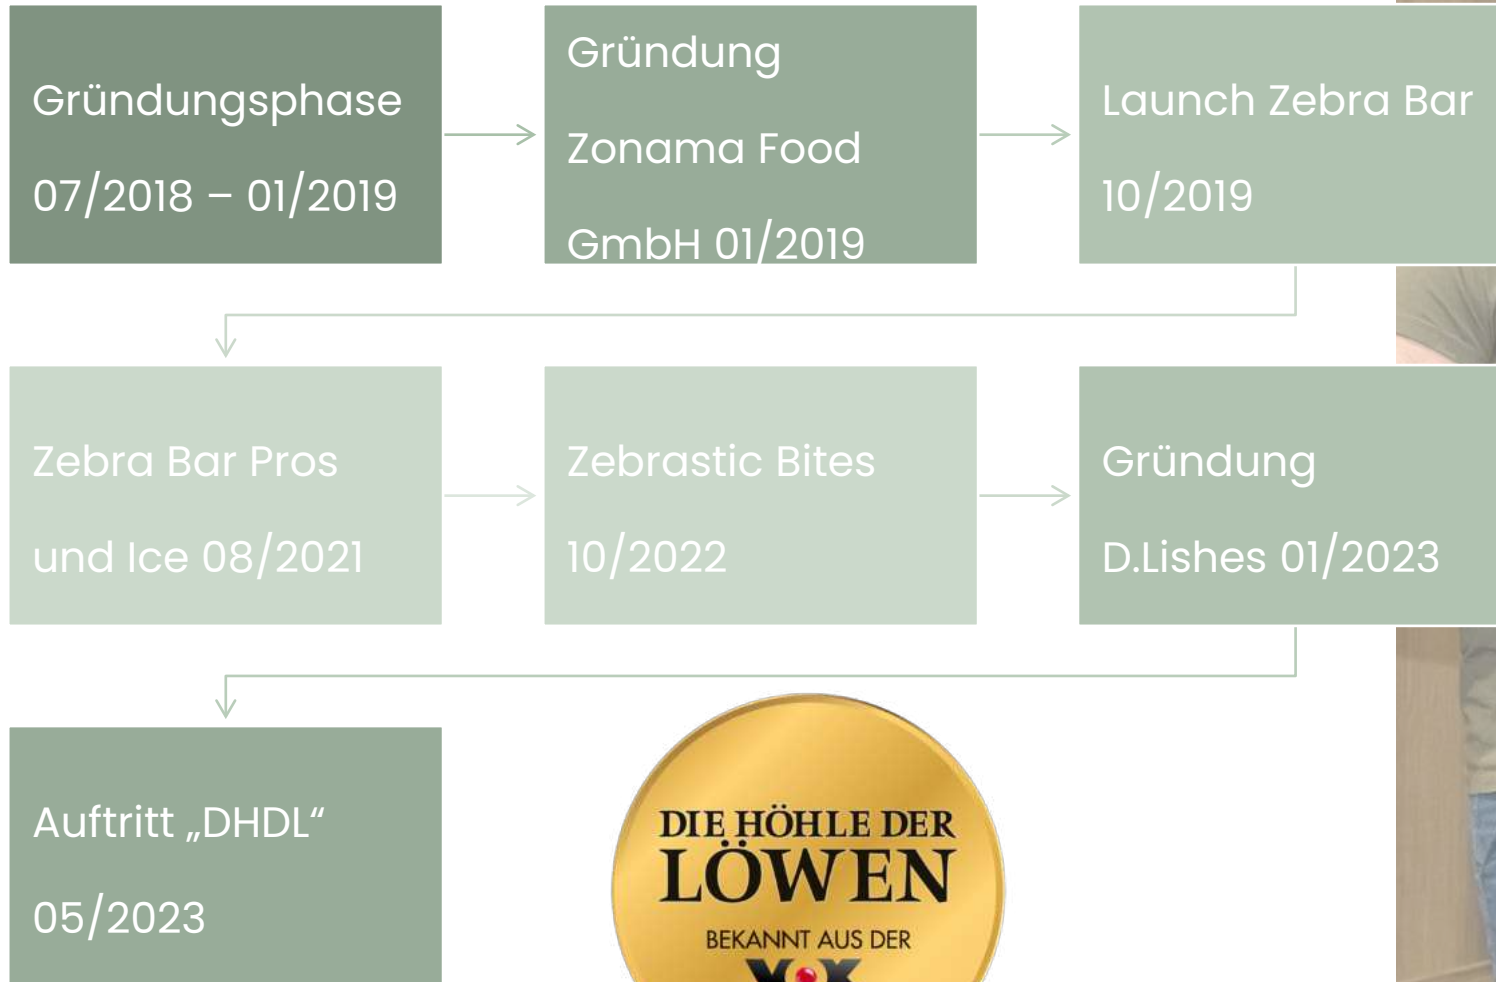 Gründungsphase
07/2018 – 01/2019
Gründung
Zonama Food
GmbH 01/2019
Launch Zebra Bar
10/2019
Zebra Bar Pros
und Ice 08/2021
Zebrastic Bites
10/2022
Gründung
D.Lishes 01/2023
Auftritt „DHDL“
05/2023
DIE HÖHLE DER
LÖWEN
BEKANNT AUS DER